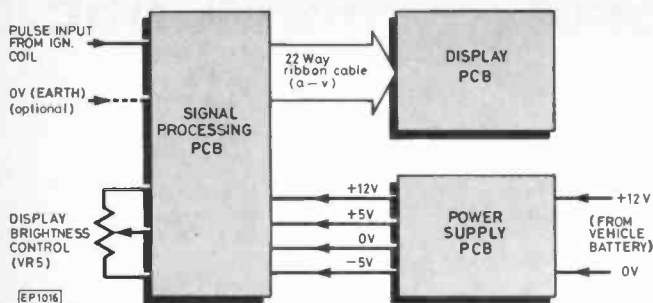 PULSE INPUT
FROM IGN.
COIL
0V (EARTH)
(optional)
DISPLAY
BRIGHTNESS
CONTROL
(VR5)
EP1016
SIGNAL
PROCESSING
PCB
22 Way
ribbon cable
(a-v)
DISPLAY
PCB
+12V
+5V
0V
-5V
POWER
SUPPLY
PCB
+12V
(FROM
VEHICLE
BATTERY)
0V